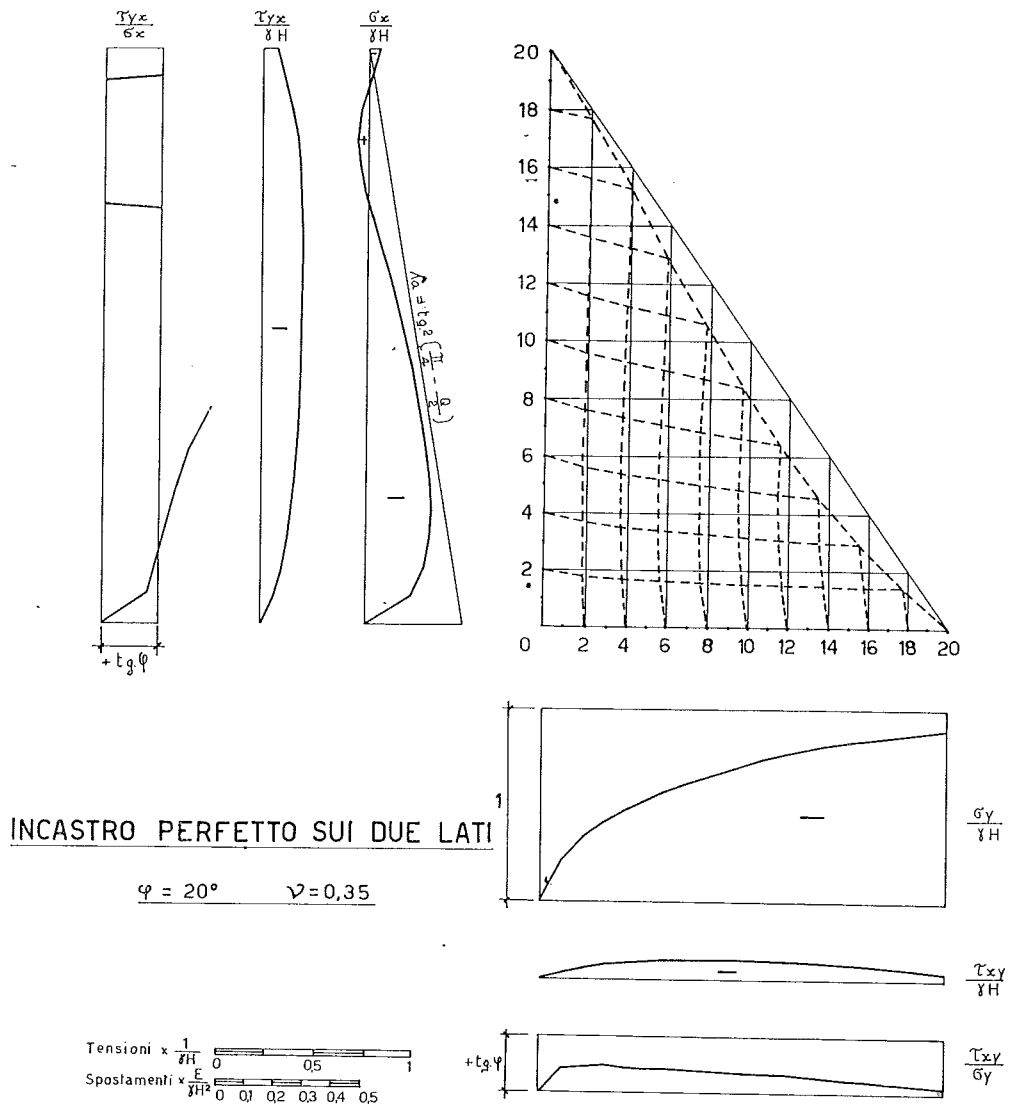 τyx/σx
τyx/γH
σx/γH
20
18
16
14
12
10
8
6
4
2
0 2 4 6 8 10 12 14 16 18 20
λa = tg.2 (π/4 - φ/2)
+
+ tg.φ
1
σy/γH
INCASTRO PERFETTO SUI DUE LATI
φ = 20° ν = 0,35
τxy/γH
+tg.φ
τxy/σy
Tensioni x 1/γH
0 0,5 1
Spostamenti x E/γH²
0 0,1 0,2 0,3 0,4 0,5